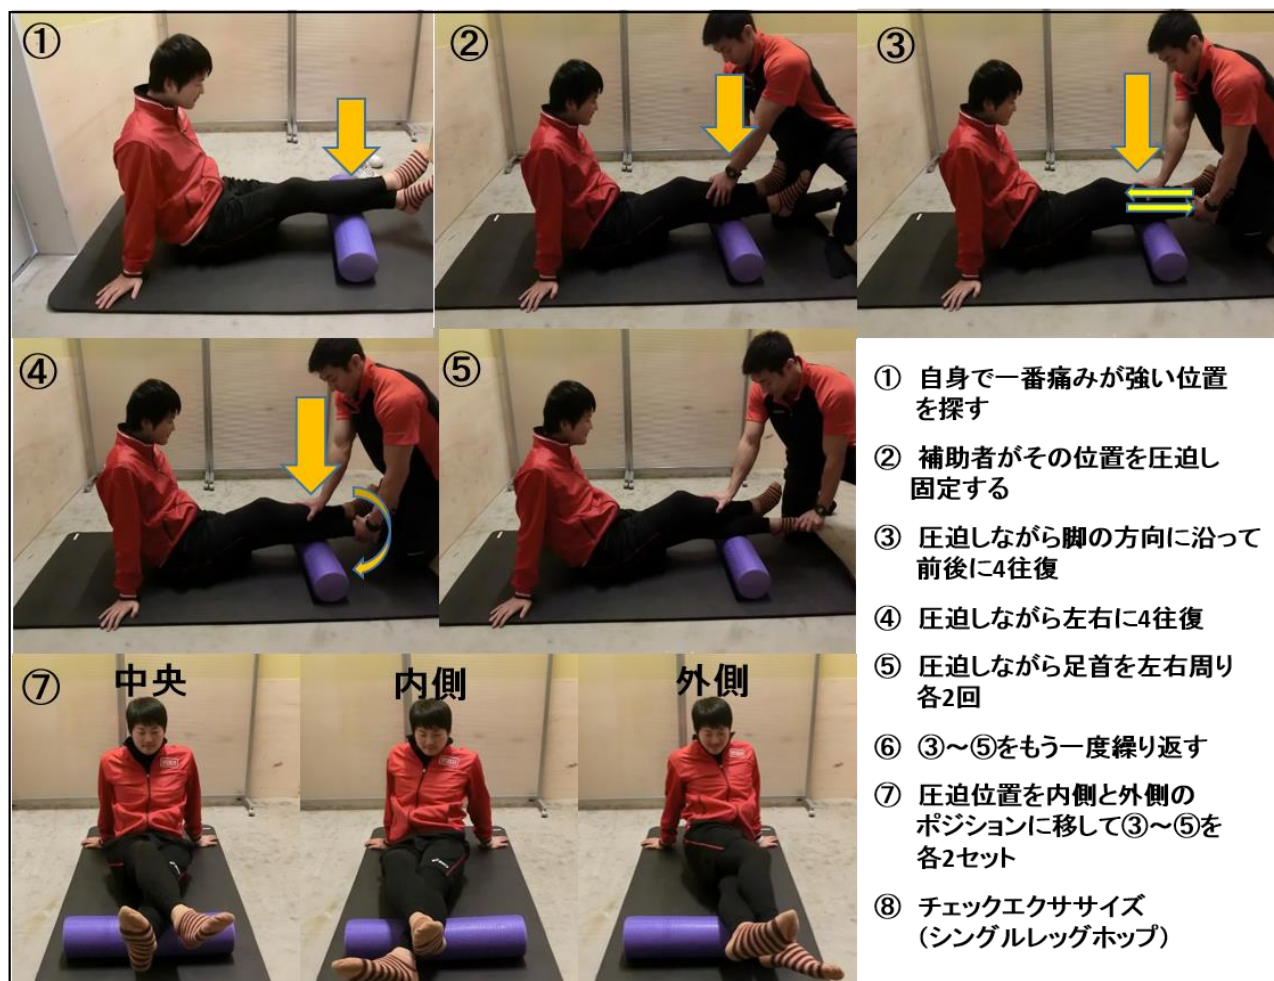 ①
②
③
④
⑤
⑦
中央
内側
外側
① 自身で一番痛みが強い位置
を探す
② 補助者がその位置を圧迫し
固定する
③ 圧迫しながら脚の方向に沿って
前後に4往復
④ 圧迫しながら左右に4往復
⑤ 圧迫しながら足首を左右周り
各2回
⑥ ③～⑤をもう一度繰り返す
⑦ 圧迫位置を内側と外側の
ポジションに移して③～⑤を
各2セット
⑧ チェックエクササイズ
(シングルレッグホップ)